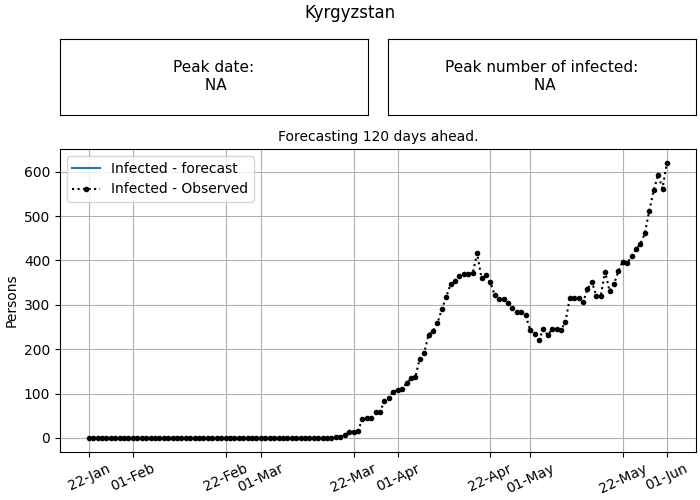 Kyrgyzstan
Peak date:
NA
Peak number of infected:
NA
Forecasting 120 days ahead.
Infected - forecast
Infected - Observed
Persons
600
500
400
300
200
100
0
22-Jan
01-Feb
22-Feb
01-Mar
22-Mar
01-Apr
22-Apr
01-May
22-May
01-Jun